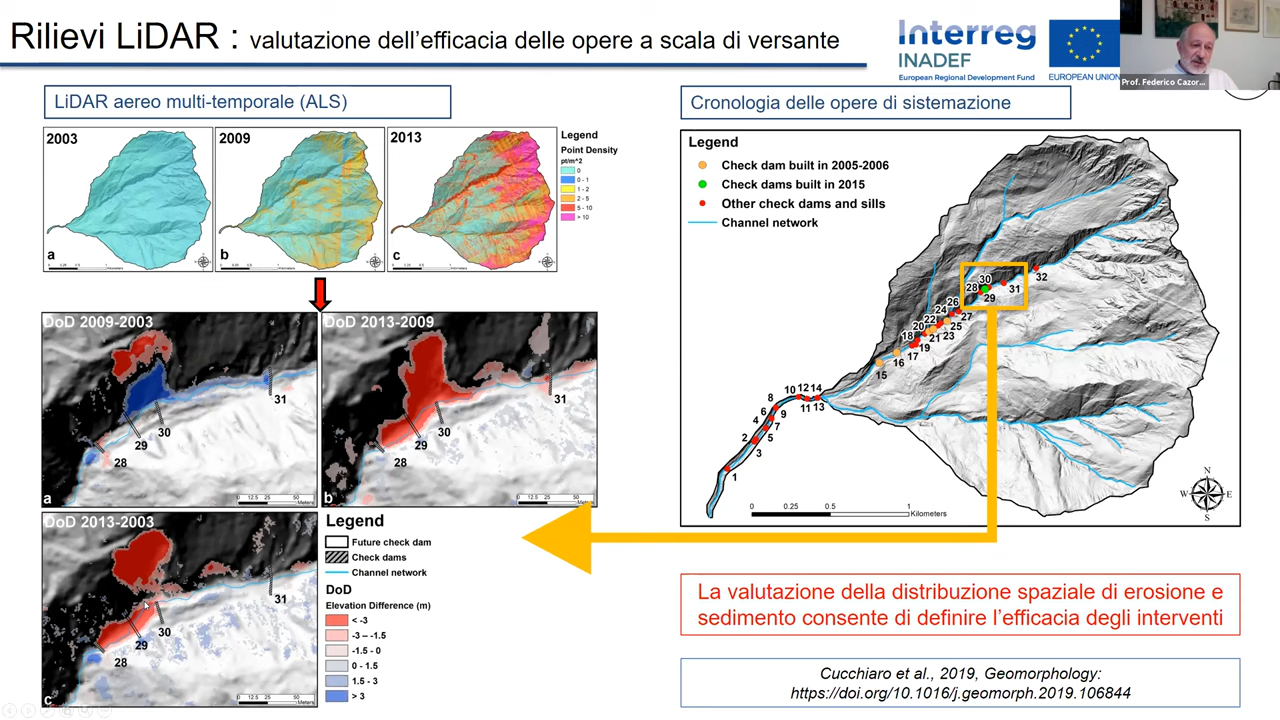 Rilievi LiDAR : valutazione dell'efficacia delle opere a scala di versante
Interreg
INADEF
European Regional Development Fund
EUROPEAN UNION
Prof. Federico Cazor...
LiDAR aereo multi-temporale (ALS)
2003
2009
2013
a
b
c
Legend
Point Density
pt/m^2
0
0 - 1
1 - 2
2 - 5
5 - 10
> 10
DoD 2009-2003
28
29
30
31
a
DoD 2013-2009
28
29
30
31
b
DoD 2013-2003
28
29
30
31
c
Legend
Future check dam
Check dams
Channel network
DoD
Elevation Difference (m)
< -3
-3 – -1.5
-1.5 - 0
0 - 1.5
1.5 - 3
> 3
Cronologia delle opere di sistemazione
Legend
Check dam built in 2005-2006
Check dams built in 2015
Other check dams and sills
Channel network
32
30
28
31
29
26
24
27
22
20
25
18
23
21
19
17
16
15
10 12 14
8
11 13
6
9
4
7
2
5
3
1
N
W E
S
0 0.5 1
Kilometers
La valutazione della distribuzione spaziale di erosione e
sedimento consente di definire l'efficacia degli interventi
Cucchiaro et al., 2019, Geomorphology:
https://doi.org/10.1016/j.geomorph.2019.106844